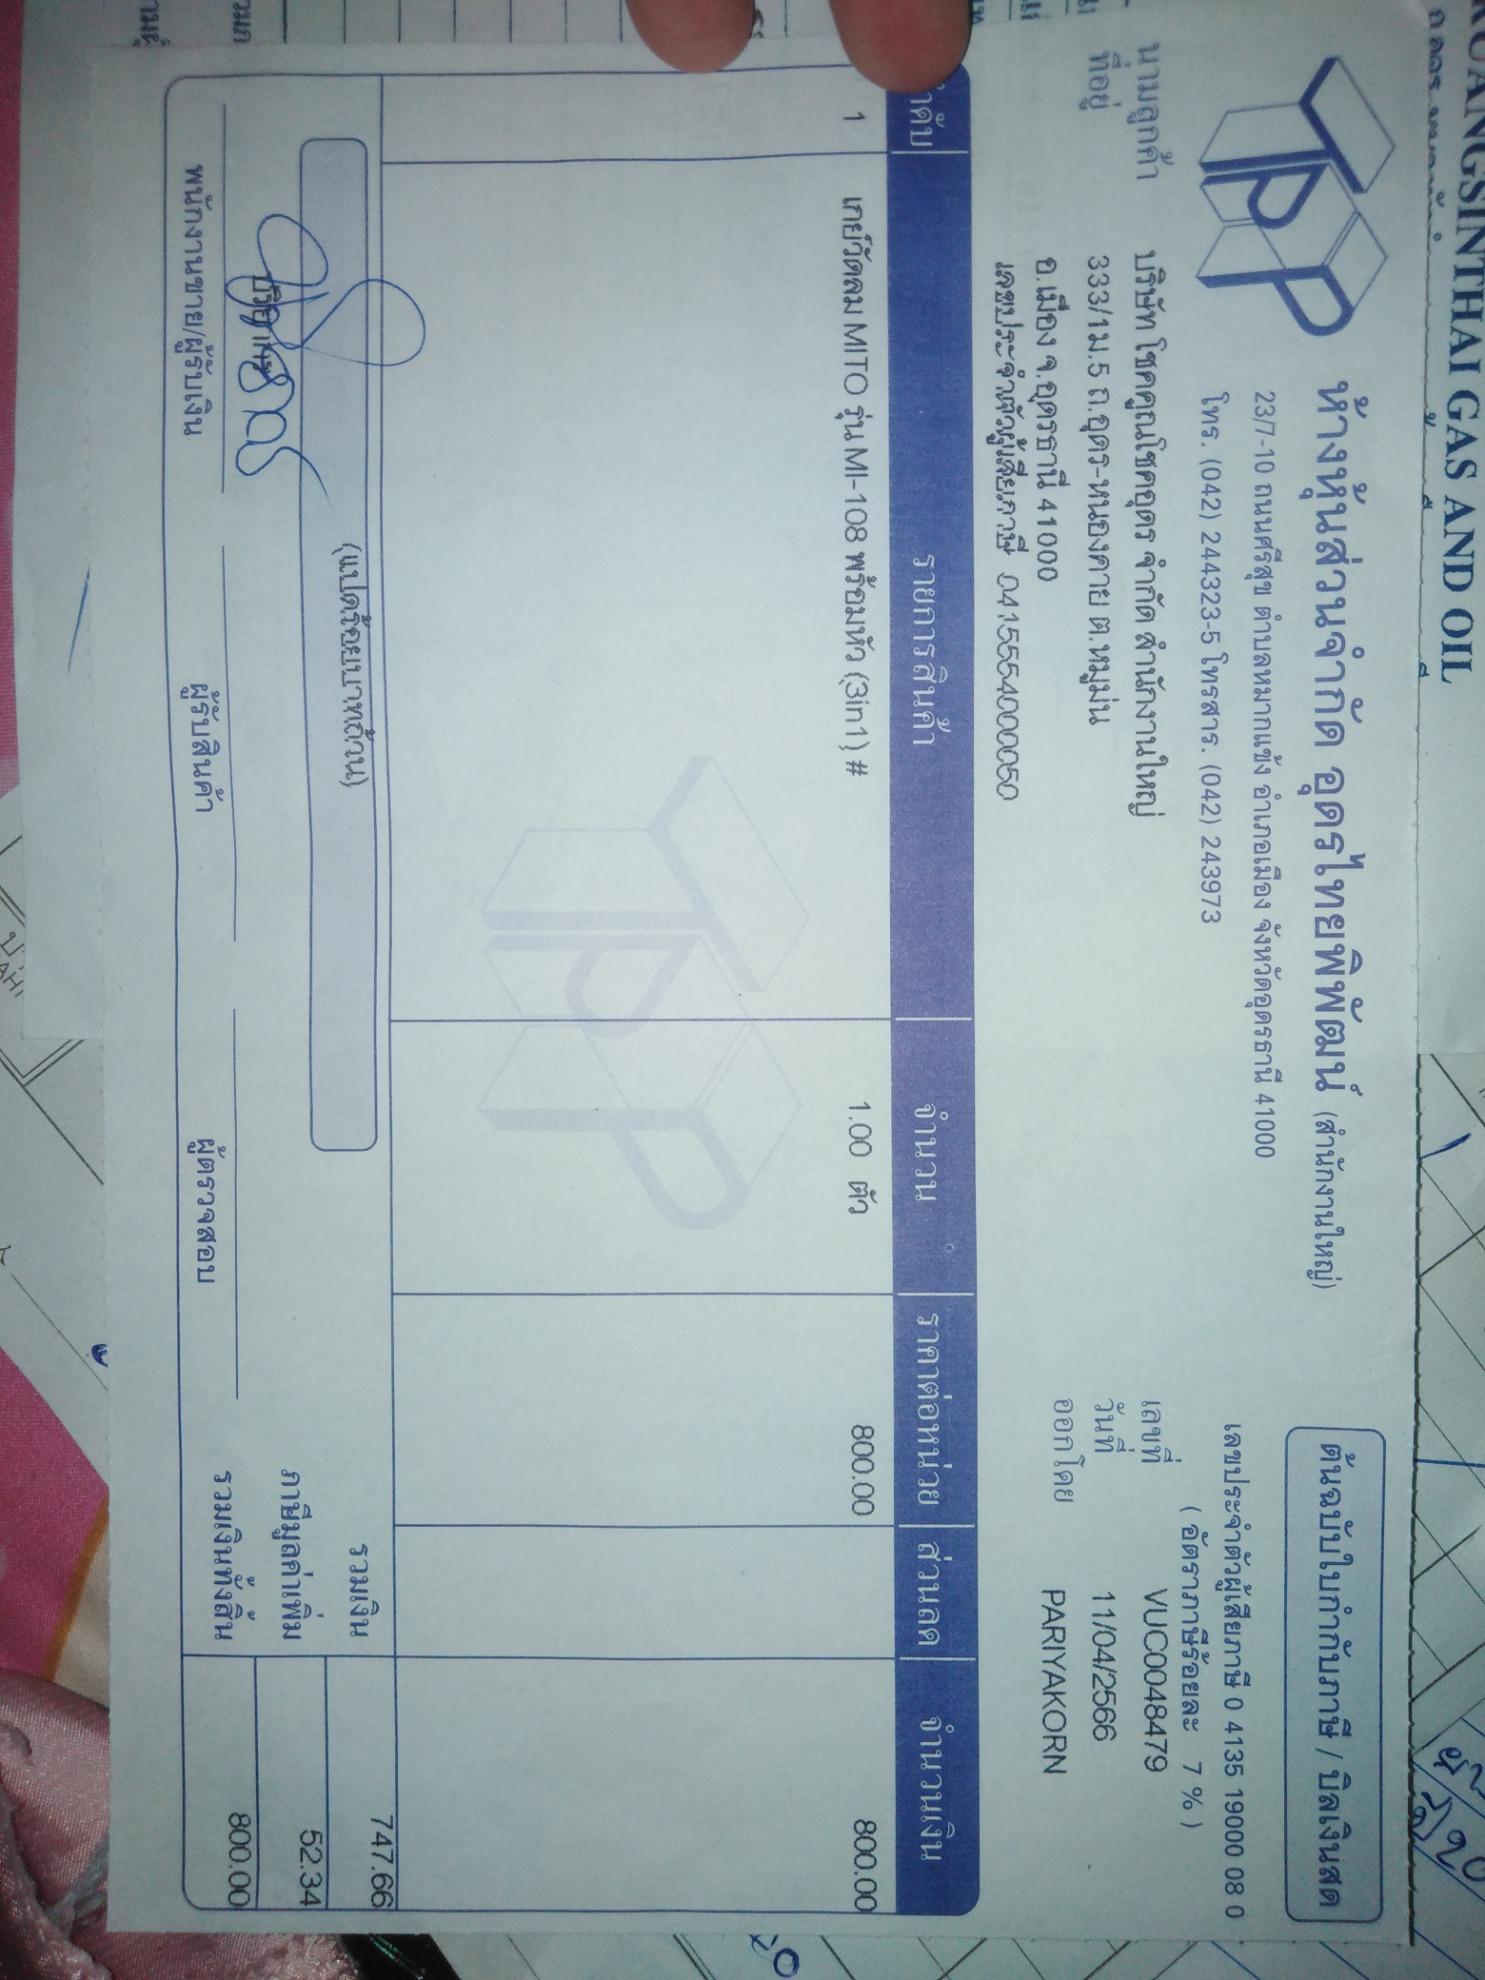 RUANGSINTHAI GAS AND OIL
ห้างหุ้นส่วนจำกัด อุดรไทยพิพัฒน์ (สำนักงานใหญ่)
23/7-10 ถนนศรีสุข ตำบลหมากแข้ง อำเภอเมือง จังหวัดอุดรธานี 41000
โทร. (042) 244323-5 โทรสาร. (042) 243973
ต้นฉบับใบกำกับภาษี / บิลเงินสด
เลขประจำตัวผู้เสียภาษี 0 4135 19000 08 0
( อัตราภาษีร้อยละ 7 % )
นามลูกค้า บริษัท โชคคูณโชคอุดร จำกัด สำนักงานใหญ่
ที่อยู่ 333/1ม.5 ถ.อุดร-หนองคาย ต.หมูม่น
อ.เมือง จ.อุดรธานี 41000
เลขประจำตัวผู้เสียภาษี 0415554000050
เลขที่ VUC0048479
วันที่ 11/04/2566
ออกโดย PARIYAKORN
ลำดับ รายการสินค้า จำนวน ราคาต่อหน่วย ส่วนลด จำนวนเงิน
1 เกย์วัดลม MITO รุ่น MI-108 พร้อมหัว (3in1) # 1.00 ตัว 800.00 800.00
(แปดร้อยบาทถ้วน)
รวมเงิน 747.66
ภาษีมูลค่าเพิ่ม 52.34
รวมเงินทั้งสิ้น 800.00
พนักงานขาย/ผู้รับเงิน ผู้รับสินค้า ผู้ตรวจสอบ